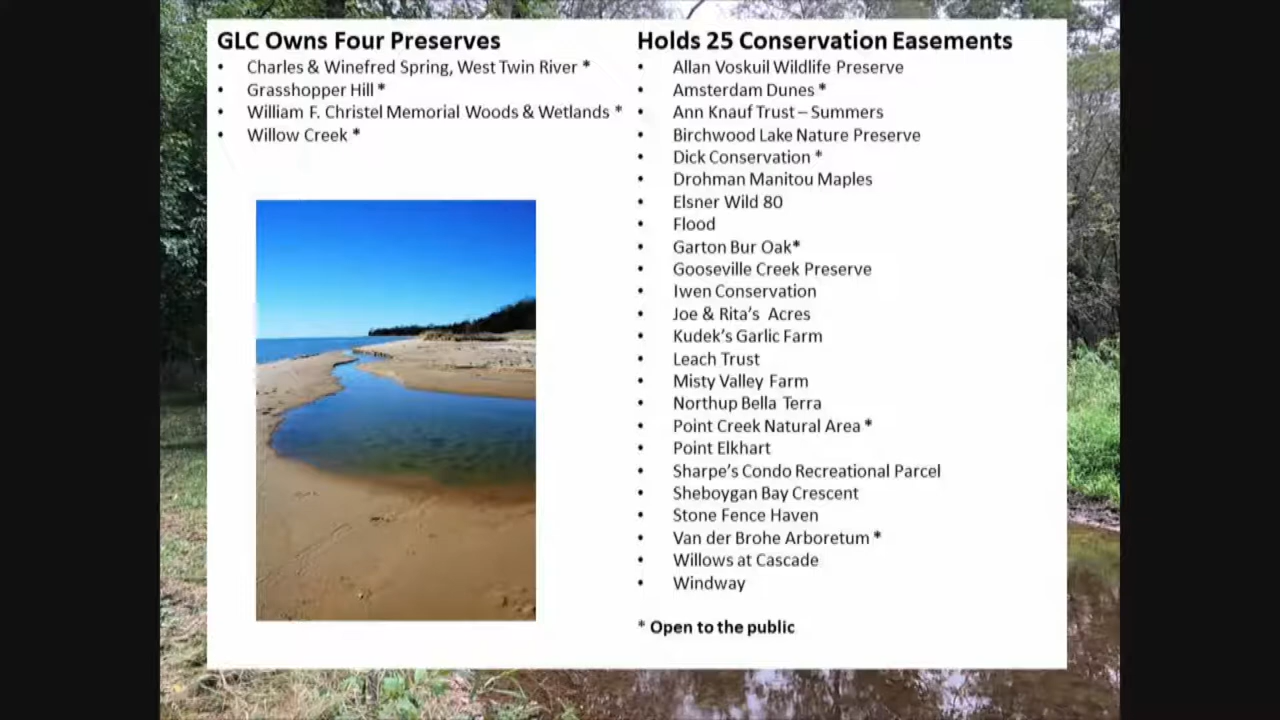 GLC Owns Four Preserves
• Charles & Winefred Spring, West Twin River *
• Grasshopper Hill *
• William F. Christel Memorial Woods & Wetlands *
• Willow Creek *
Holds 25 Conservation Easements
• Allan Voskuil Wildlife Preserve
• Amsterdam Dunes *
• Ann Knauf Trust – Summers
• Birchwood Lake Nature Preserve
• Dick Conservation *
• Drohman Manitou Maples
• Elsner Wild 80
• Flood
• Garton Bur Oak*
• Gooseville Creek Preserve
• Iwen Conservation
• Joe & Rita's Acres
• Kudek's Garlic Farm
• Leach Trust
• Misty Valley Farm
• Northup Bella Terra
• Point Creek Natural Area *
• Point Elkhart
• Sharpe's Condo Recreational Parcel
• Sheboygan Bay Crescent
• Stone Fence Haven
• Van der Brohe Arboretum *
• Willows at Cascade
• Windway
* Open to the public